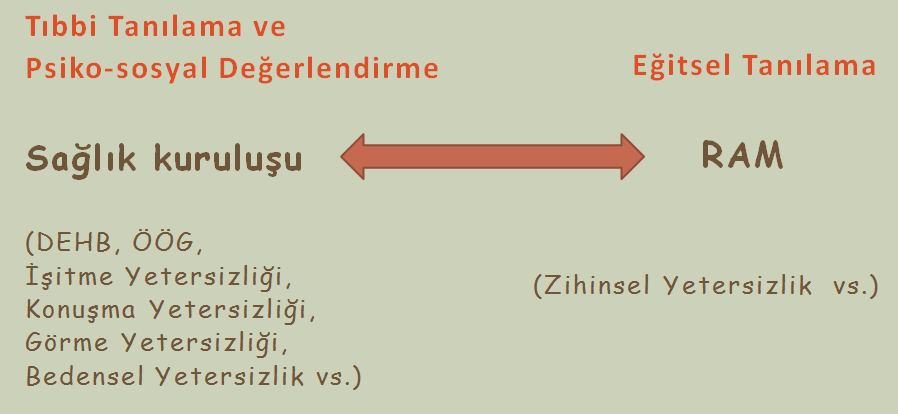 Tıbbi Tanılama ve
Psiko-sosyal Değerlendirme
Eğitsel Tanılama
Sağlık kuruluşu
RAM
(DEHB, ÖÖG,
İşitme Yetersizliği,
Konuşma Yetersizliği,
Görme Yetersizliği,
Bedensel Yetersizlik vs.)
(Zihinsel Yetersizlik vs.)